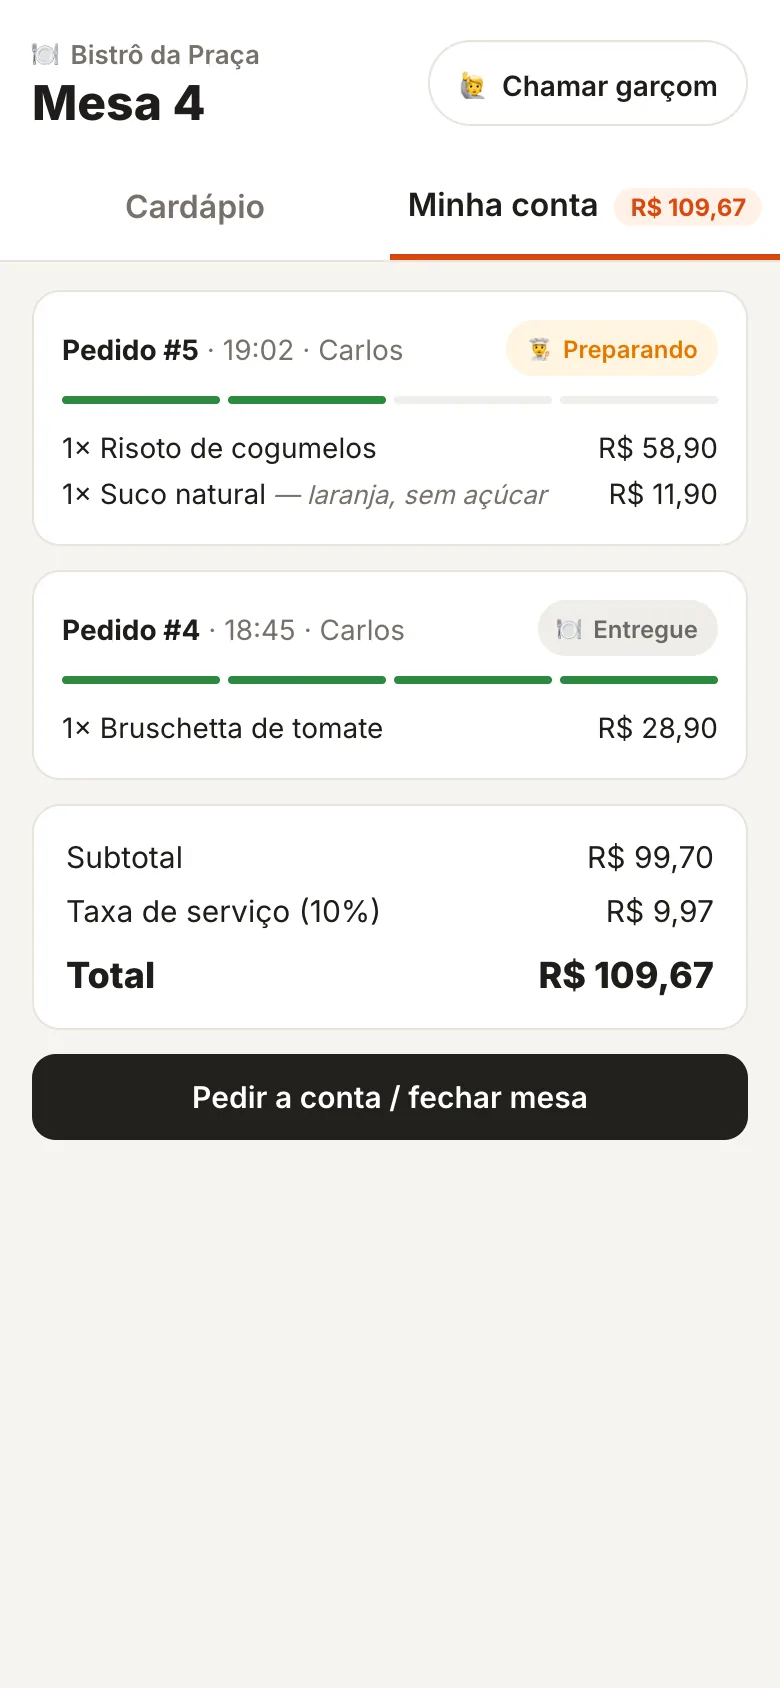 Bistrô da Praça
Mesa 4
Chamar garçom
Cardápio
Minha conta R$ 109,67
Pedido #5 · 19:02 · Carlos
Preparando
1× Risoto de cogumelos R$ 58,90
1× Suco natural — laranja, sem açúcar R$ 11,90
Pedido #4 · 18:45 · Carlos
Entregue
1× Bruschetta de tomate R$ 28,90
Subtotal R$ 99,70
Taxa de serviço (10%) R$ 9,97
Total R$ 109,67
Pedir a conta / fechar mesa